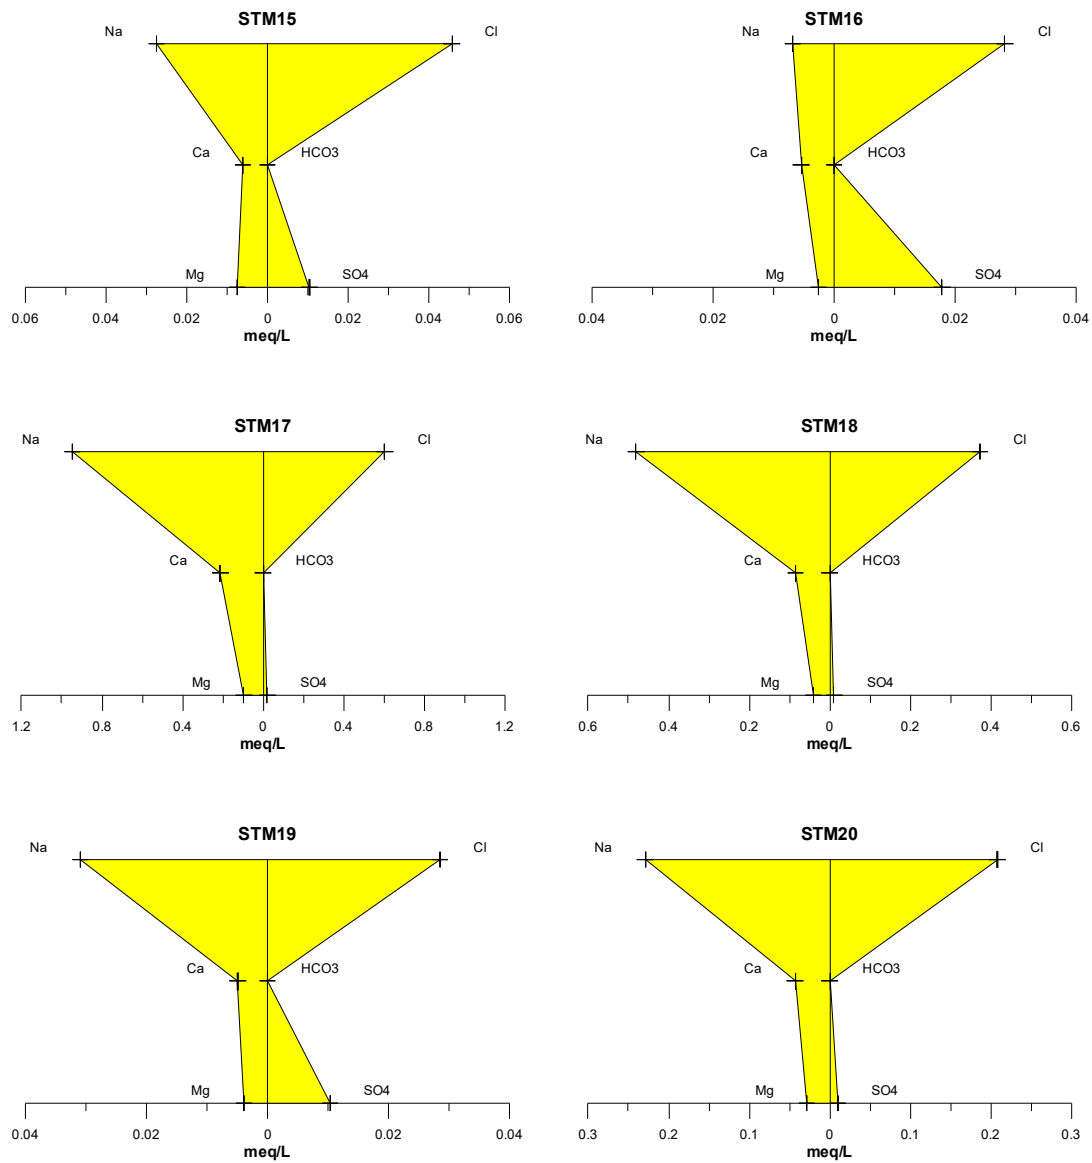 STM15
Na Cl
Ca HCO3
Mg SO4
0.06 0.02 0 0.02 0.06
meq/L
STM16
Na Cl
Ca HCO3
Mg SO4
0.04 0.02 0 0.02 0.04
meq/L
STM17
Na Cl
Ca HCO3
Mg SO4
1.2 0.8 0.4 0 0.4 0.8 1.2
meq/L
STM18
Na Cl
Ca HCO3
Mg SO4
0.6 0.4 0.2 0 0.2 0.4 0.6
meq/L
STM19
Na Cl
Ca HCO3
Mg SO4
0.04 0.02 0 0.02 0.04
meq/L
STM20
Na Cl
Ca HCO3
Mg SO4
0.3 0.2 0.1 0 0.1 0.2 0.3
meq/L